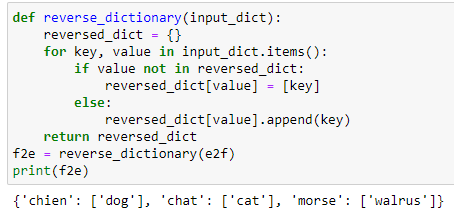 def reverse_dictionary(input_dict):
    reversed_dict = {}
    for key, value in input_dict.items():
        if value not in reversed_dict:
            reversed_dict[value] = [key]
        else:
            reversed_dict[value].append(key)
    return reversed_dict
f2e = reverse_dictionary(e2f)
print(f2e)
{'chien': ['dog'], 'chat': ['cat'], 'morse': ['walrus']}